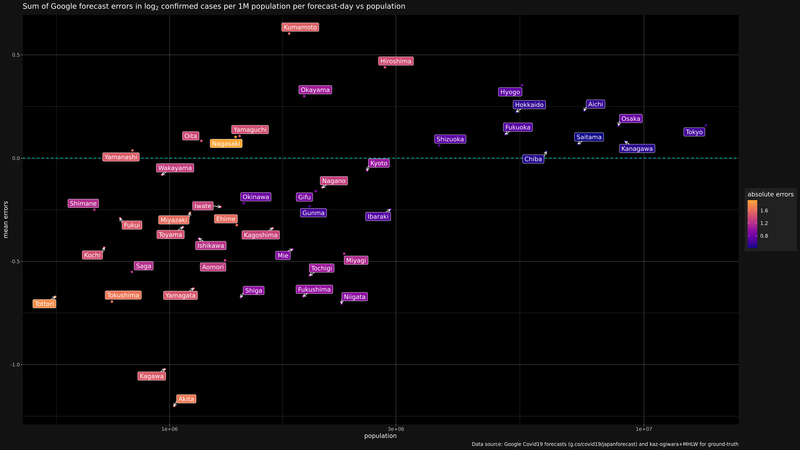 Sum of Google forecast errors in log₂ confirmed cases per 1M population per forecast-day vs population
Kumamoto
0.5
Hiroshima
Okayama
Hyogo
Hokkaido
Aichi
Osaka
Yamaguchi
Fukuoka
Tokyo
Oita
Nagasaki
Shizuoka
Saitama
Kanagawa
Yamanashi
0.0
Chiba
Wakayama
Kyoto
Nagano
absolute errors
Okinawa
Gifu
Shimane
Iwate
1.6
mean errors
Gunma
Ibaraki
1.2
Fukui
Miyazaki
Ehime
0.8
Toyama
Kagoshima
Ishikawa
Kochi
Mie
Miyagi
-0.5
Saga
Aomori
Tochigi
Tottori
Tokushima
Yamagata
Shiga
Fukushima
Niigata
-1.0
Kagawa
Akita
1e+06
3e+06
1e+07
population
Data source: Google Covid19 forecasts (g.co/covid19/japanforecast) and kaz-ogiwara+MHLW for ground-truth